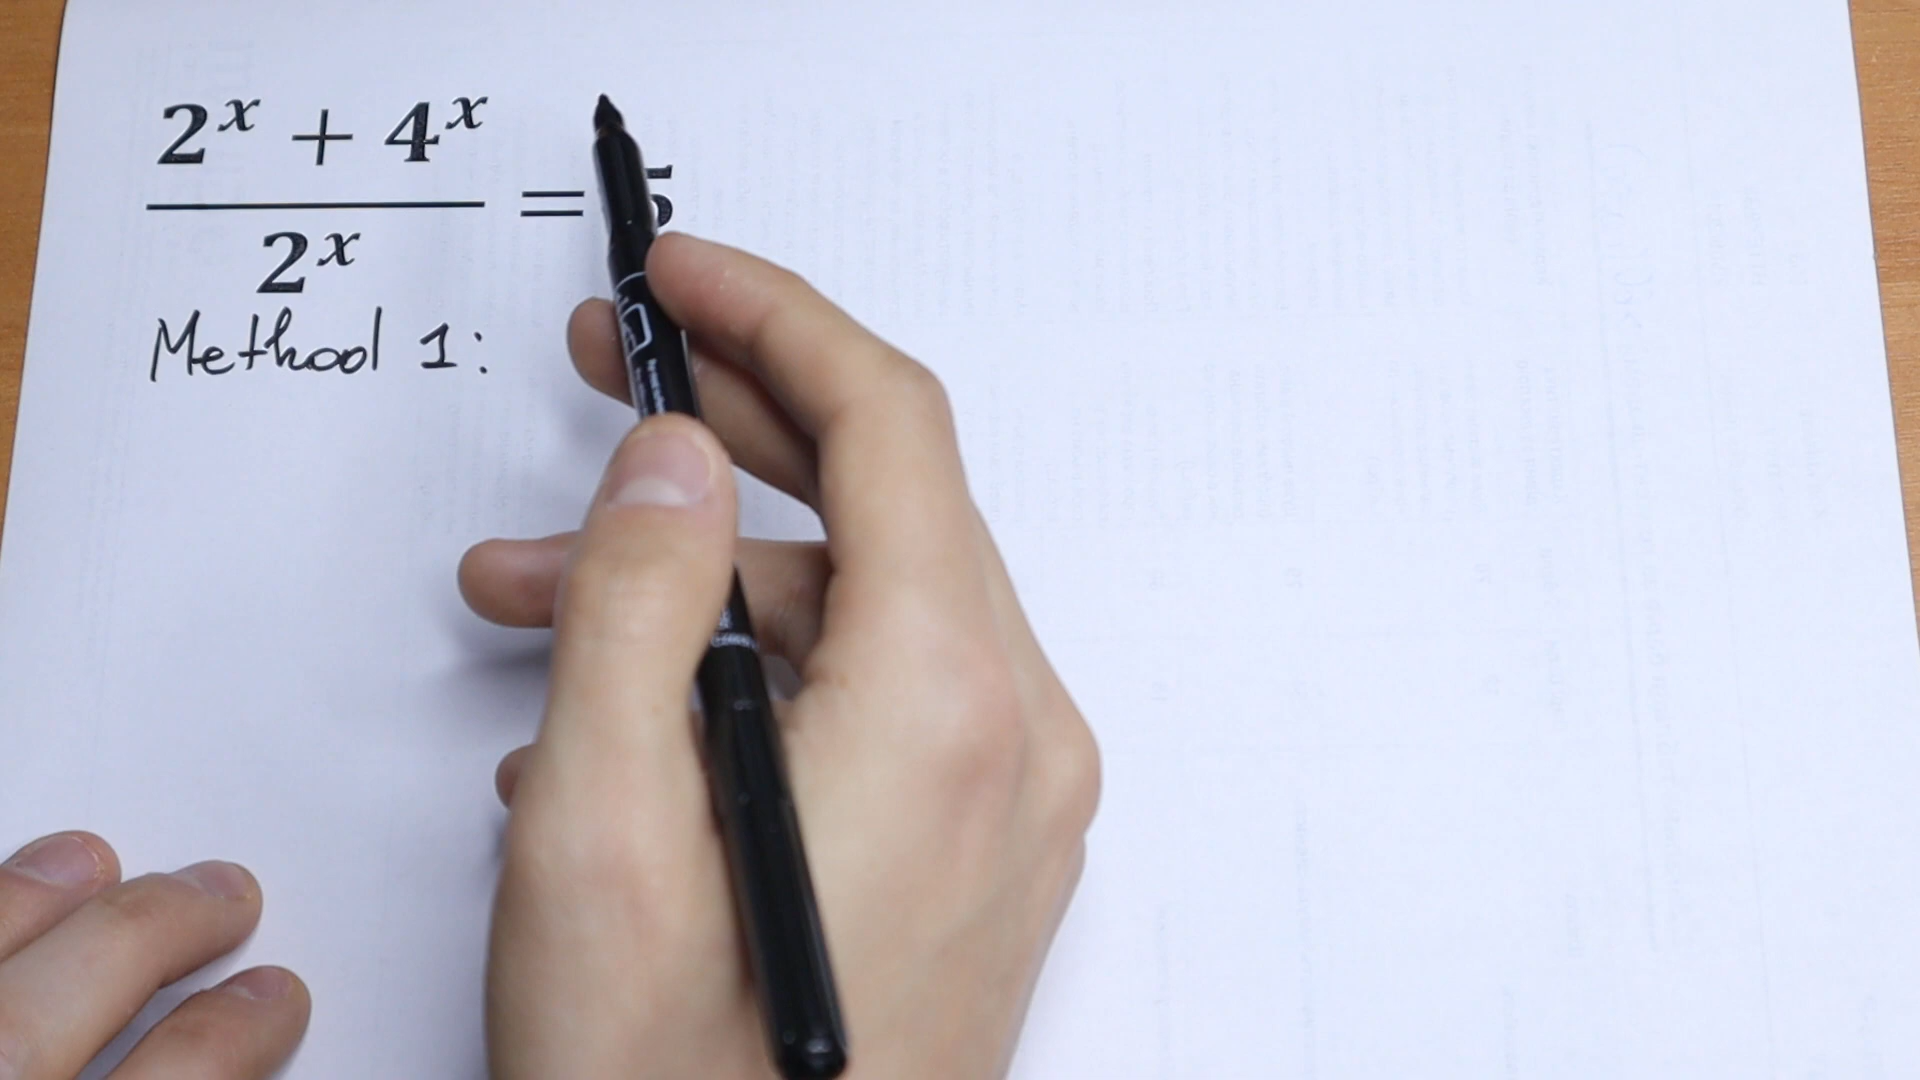 2^x + 4^x / 2^x = 5
Method 1: